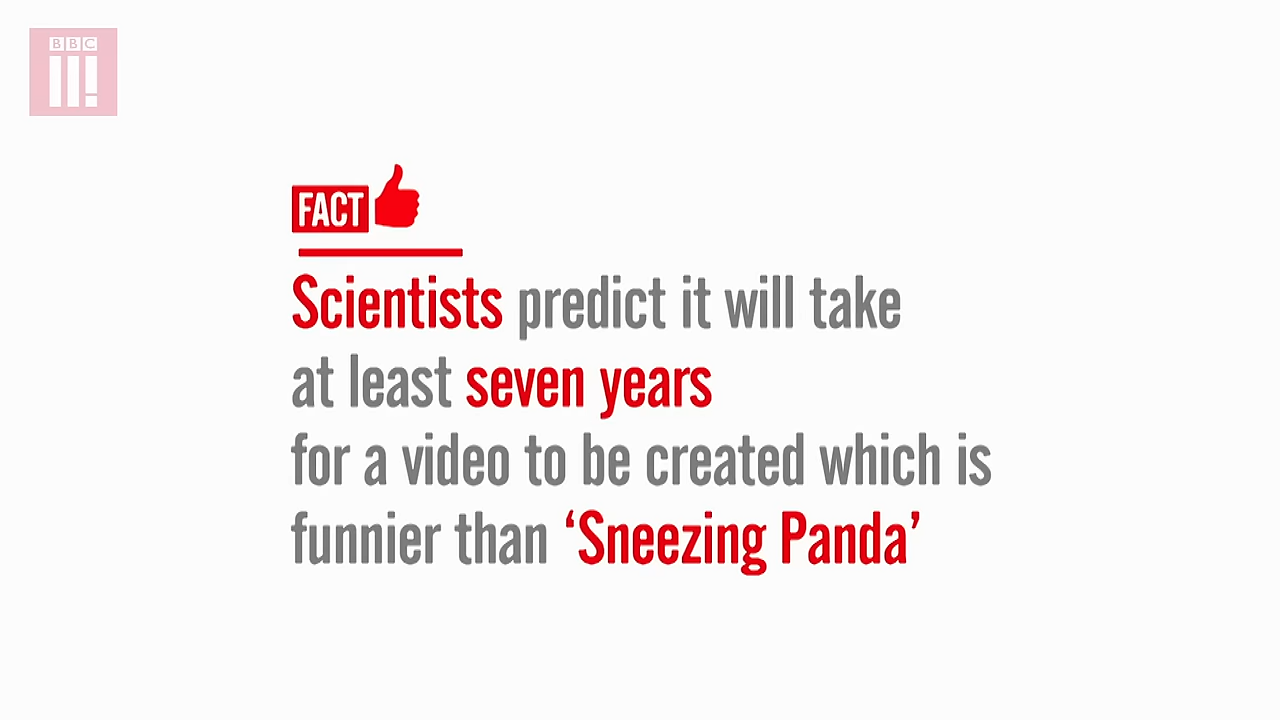 BBC
FACT
Scientists predict it will take
at least seven years
for a video to be created which is
funnier than ‘Sneezing Panda’